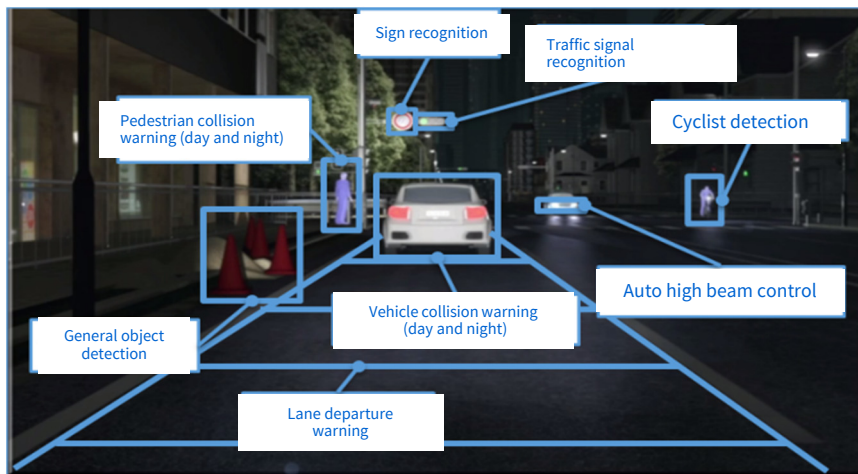 Sign recognition
Traffic signal
recognition
Pedestrian collision
warning (day and night)
Cyclist detection
Auto high beam control
Vehicle collision warning
(day and night)
General object
detection
Lane departure
warning